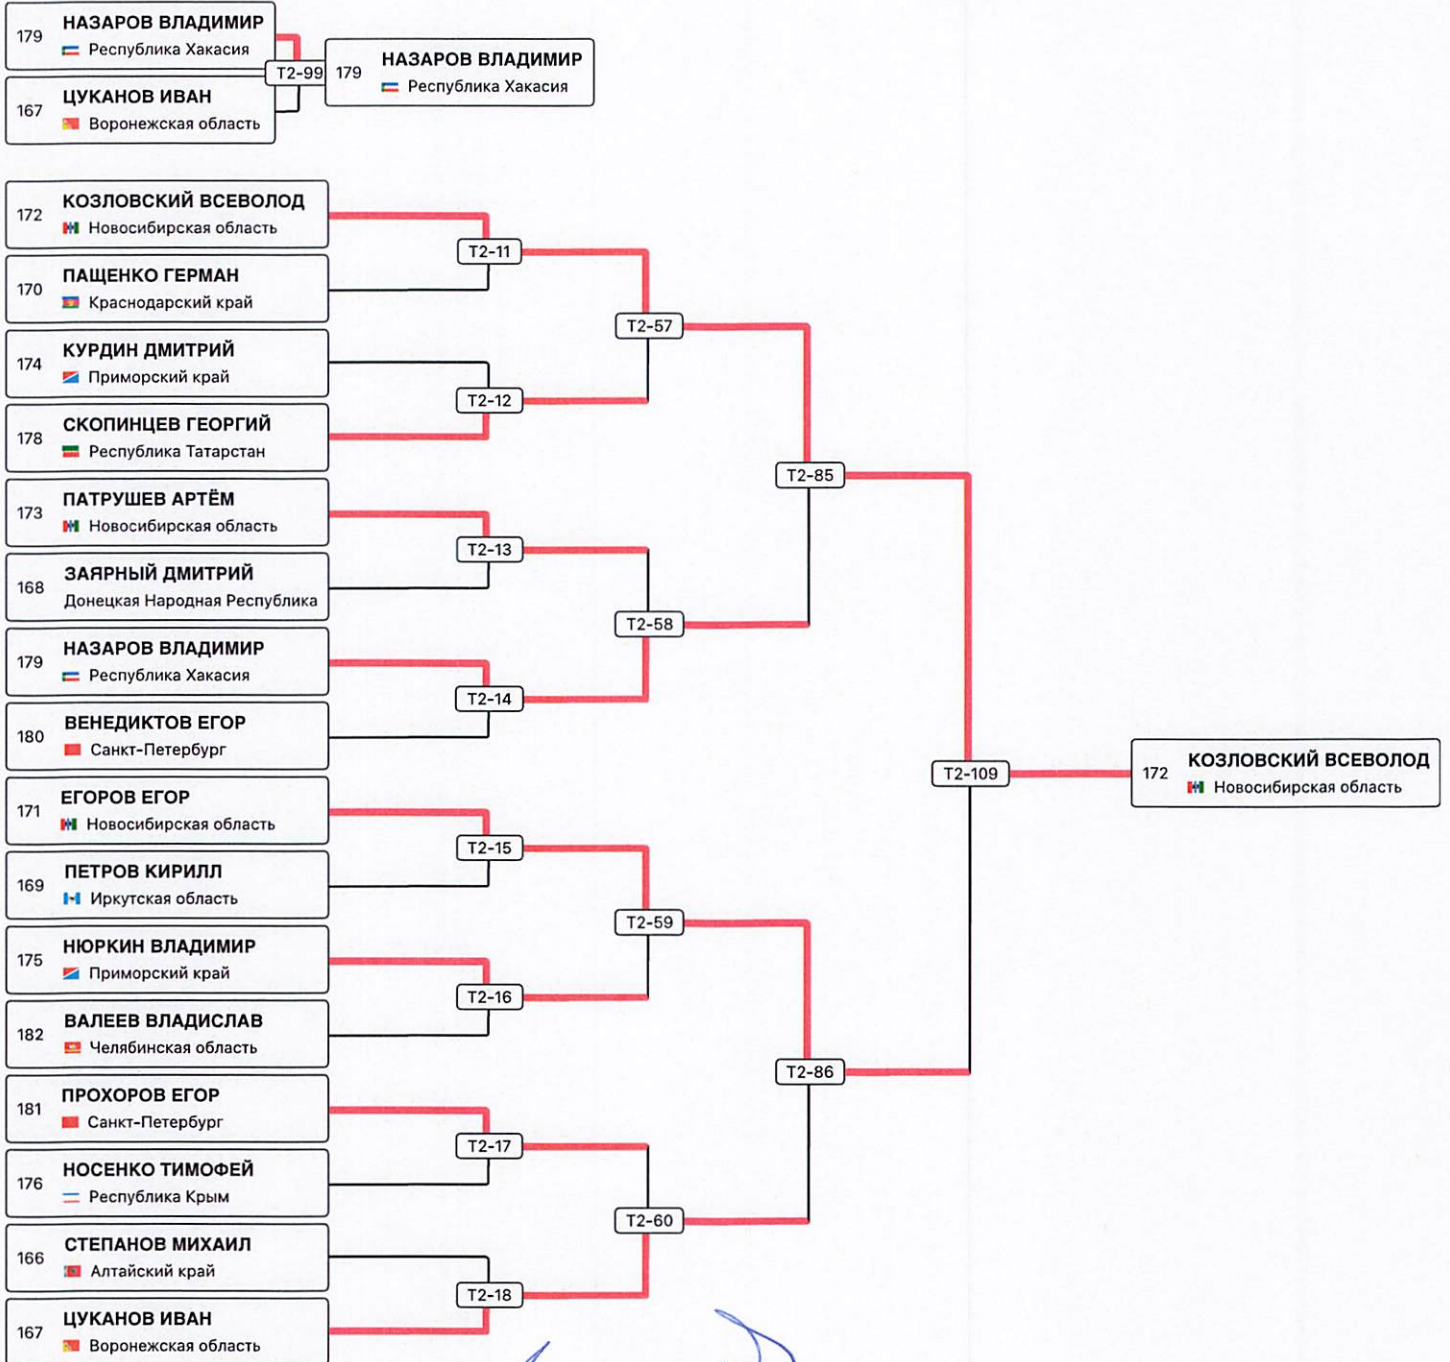 179 НАЗАРОВ ВЛАДИМИР
Республика Хакасия
167 ЦУКАНОВ ИВАН
Воронежская область
T2-99
179 НАЗАРОВ ВЛАДИМИР
Республика Хакасия
172 КОЗЛОВСКИЙ ВСЕВОЛОД
Новосибирская область
170 ПАЩЕНКО ГЕРМАН
Краснодарский край
174 КУРДИН ДМИТРИЙ
Приморский край
178 СКОПИНЦЕВ ГЕОРГИЙ
Республика Татарстан
173 ПАТРУШЕВ АРТЁМ
Новосибирская область
168 ЗАЯРНЫЙ ДМИТРИЙ
Донецкая Народная Республика
179 НАЗАРОВ ВЛАДИМИР
Республика Хакасия
180 ВЕНЕДИКТОВ ЕГОР
Санкт-Петербург
171 ЕГОРОВ ЕГОР
Новосибирская область
169 ПЕТРОВ КИРИЛЛ
Иркутская область
175 НЮРКИН ВЛАДИМИР
Приморский край
182 ВАЛЕЕВ ВЛАДИСЛАВ
Челябинская область
181 ПРОХОРОВ ЕГОР
Санкт-Петербург
176 НОСЕНКО ТИМОФЕЙ
Республика Крым
166 СТЕПАНОВ МИХАИЛ
Алтайский край
167 ЦУКАНОВ ИВАН
Воронежская область
T2-11
T2-12
T2-13
T2-14
T2-15
T2-16
T2-17
T2-18
T2-57
T2-58
T2-59
T2-60
T2-85
T2-86
T2-109
172 КОЗЛОВСКИЙ ВСЕВОЛОД
Новосибирская область